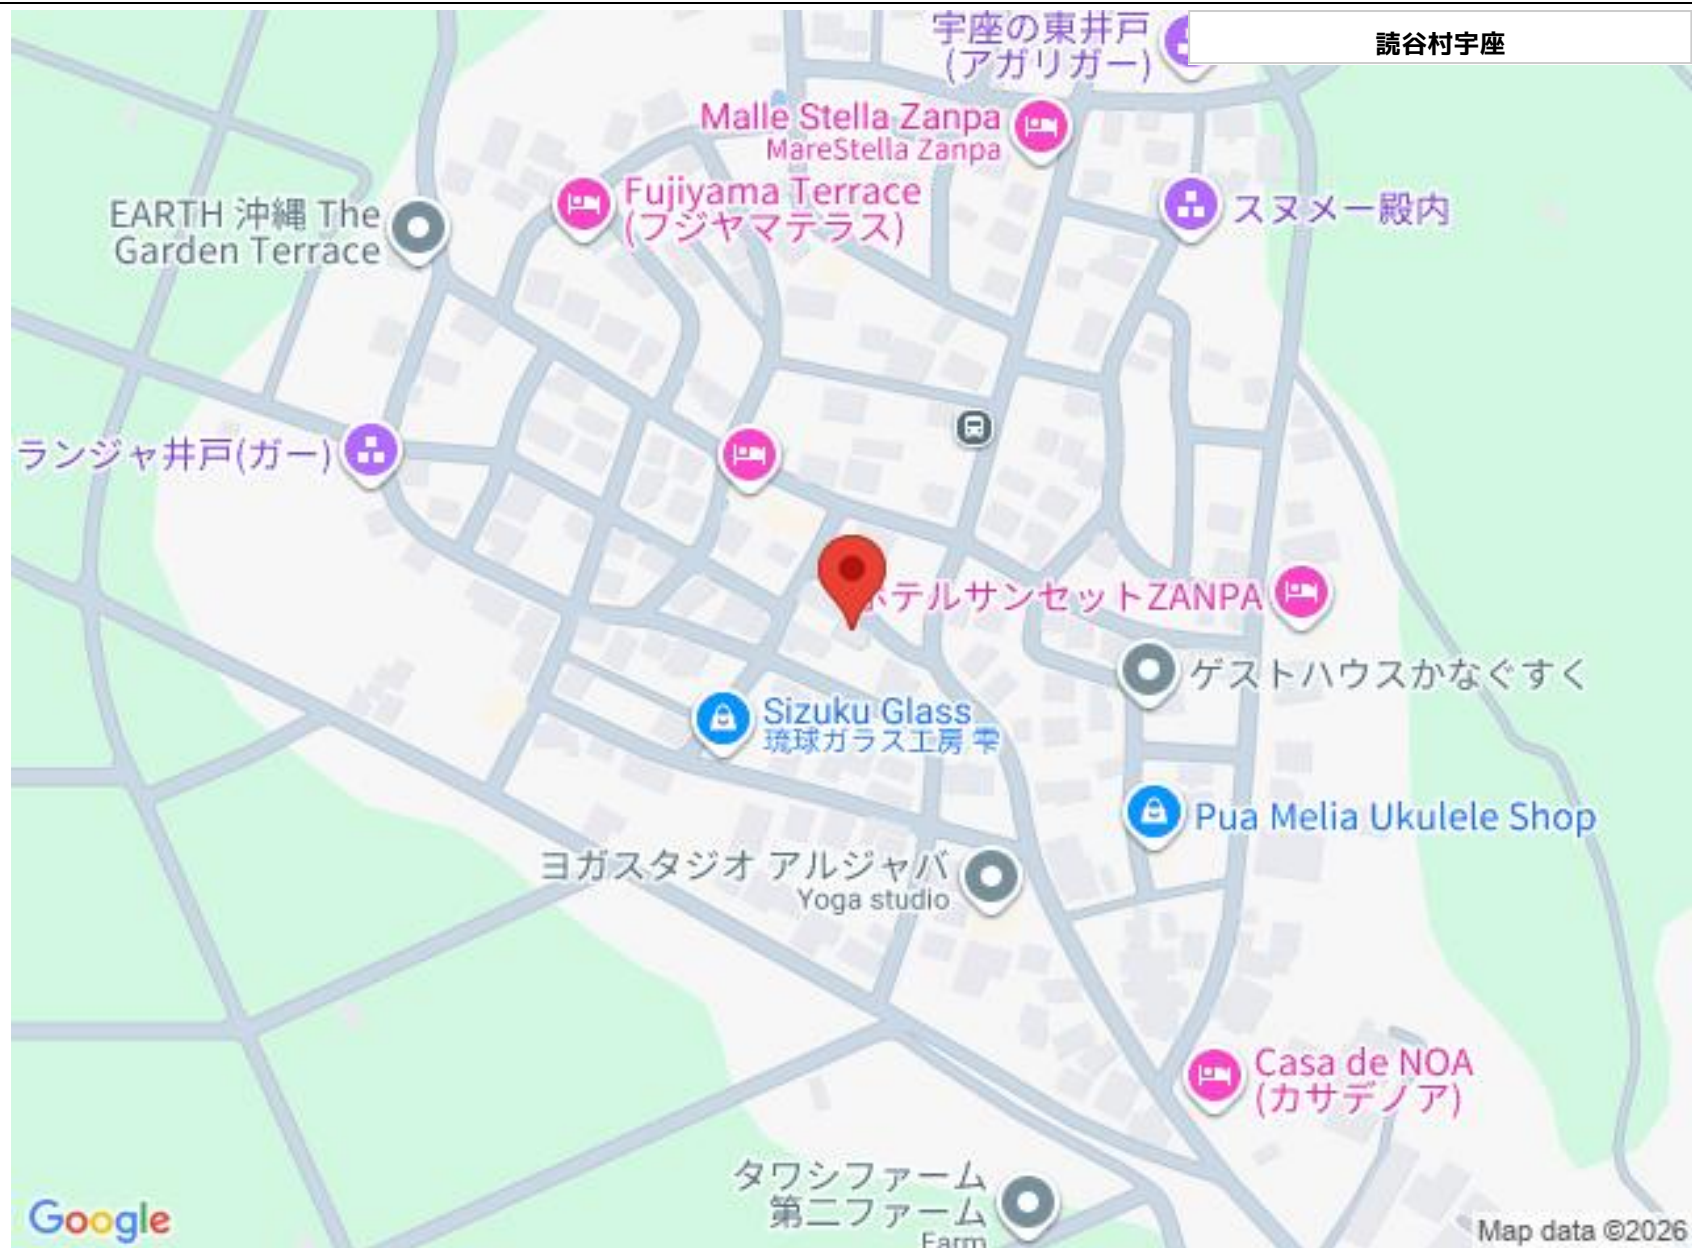 宇座の東井戸
(アガリガー)
読谷村宇座
Malle Stella Zanpa
MareStella Zanpa
Fujiyama Terrace
(フジヤマテラス)
EARTH 沖縄 The
Garden Terrace
スヌメー殿内
ランジャ井戸(ガー)
ホテルサンセットZANPA
ゲストハウスかなぐすく
Sizuku Glass
琉球ガラス工房 雫
Pua Melia Ukulele Shop
ヨガスタジオ アルジャバ
Yoga studio
Casa de NOA
(カサデノア)
タワシファーム
第二ファーム
Farm
Google
Map data ©2026